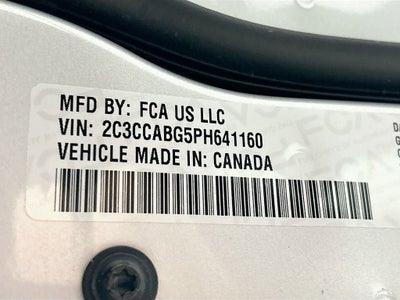 MFD BY: FCA US LLC
VIN: 2C3CCABG5PH641160
VEHICLE MADE IN: CANADA